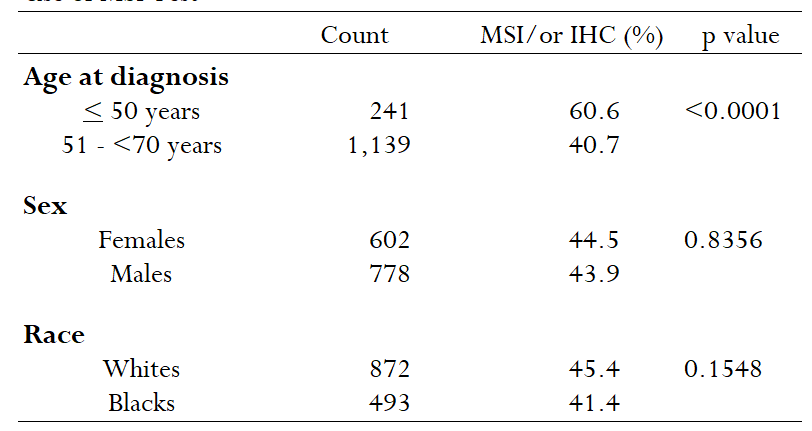 Count MSI/or IHC (%) p value
Age at diagnosis
≤ 50 years 241 60.6 <0.0001
51 - <70 years 1,139 40.7
Sex
Females 602 44.5 0.8356
Males 778 43.9
Race
Whites 872 45.4 0.1548
Blacks 493 41.4